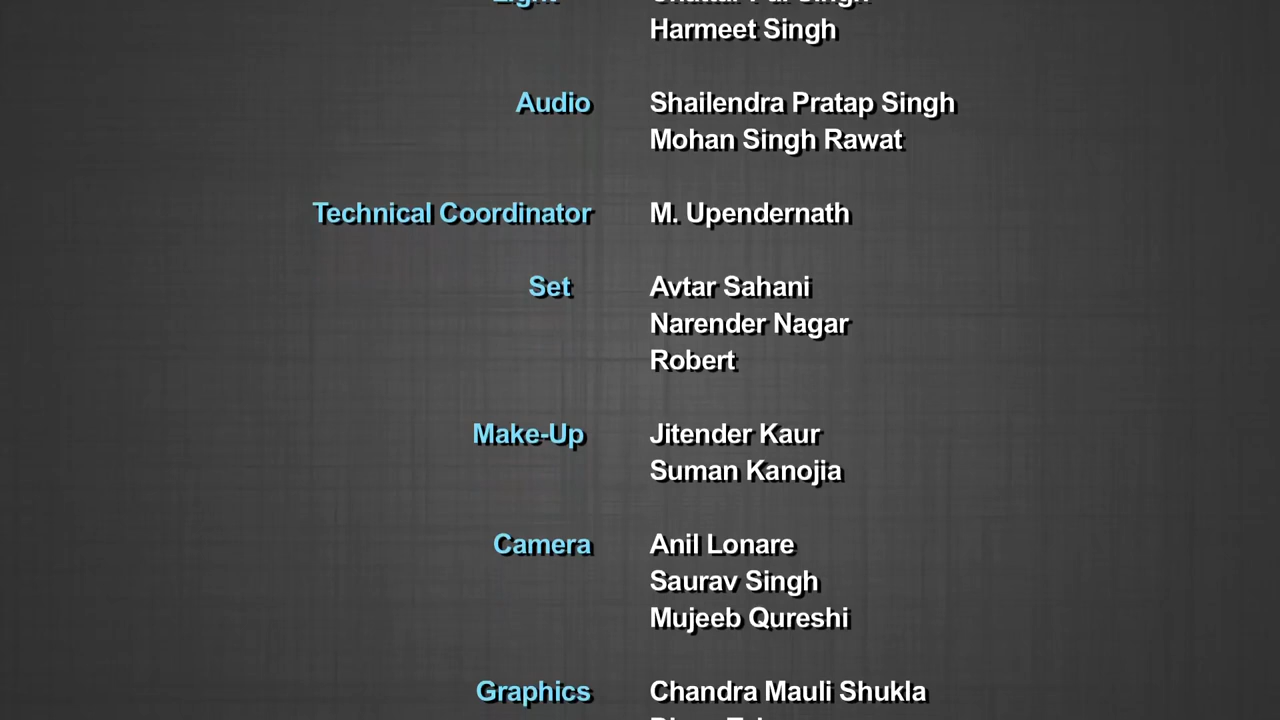 Harmeet Singh
Audio Shailendra Pratap Singh
Mohan Singh Rawat
Technical Coordinator M. Upendernath
Set Avtar Sahani
Narender Nagar
Robert
Make-Up Jitender Kaur
Suman Kanojia
Camera Anil Lonare
Saurav Singh
Mujeeb Qureshi
Graphics Chandra Mauli Shukla